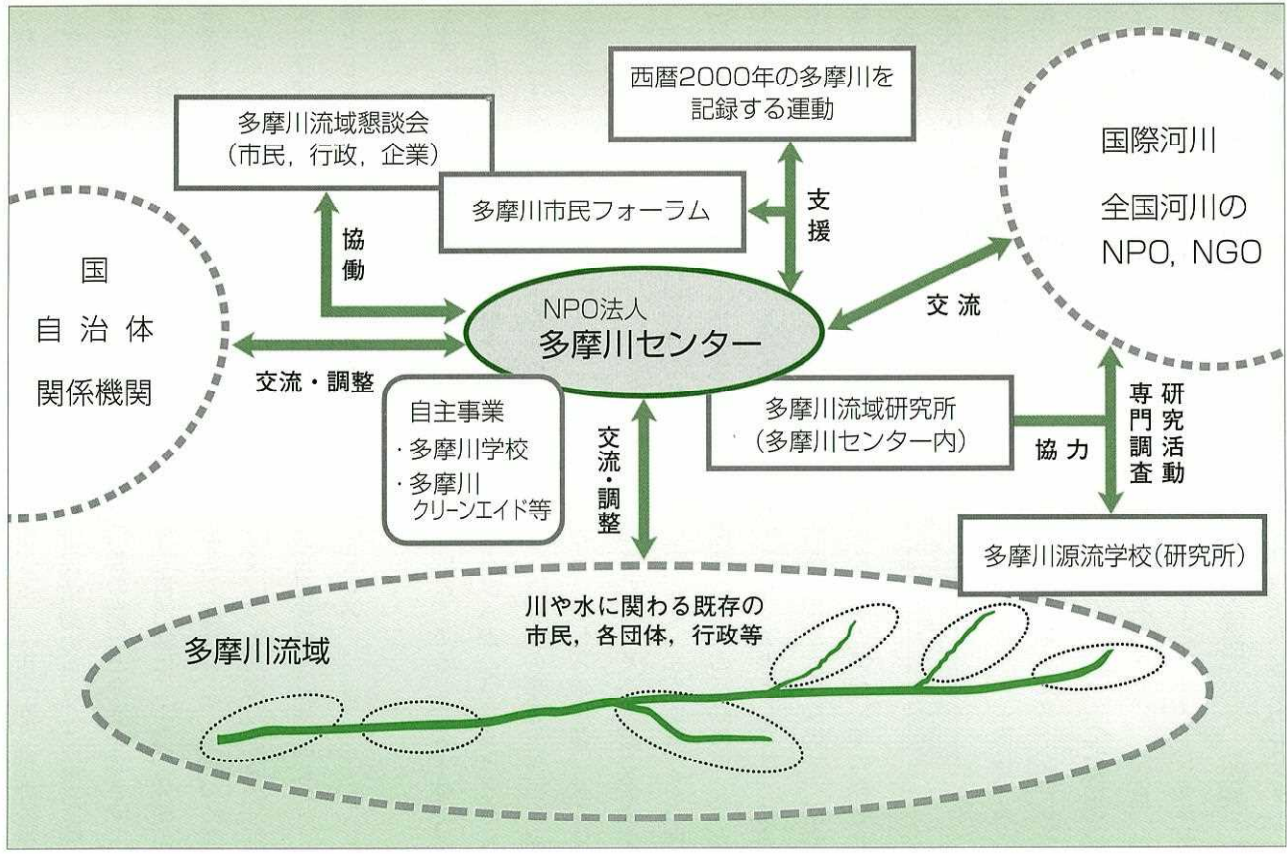 西暦2000年の多摩川を
記録する運動
多摩川流域懇談会
（市民，行政，企業）
多摩川市民フォーラム
支援
協働
国際河川
全国河川の
NPO，NGO
国
自治体
関係機関
交流・調整
NPO法人
多摩川センター
交流
自主事業
・多摩川学校
・多摩川
クリーンエイド等
交流・調整
多摩川流域研究所
（多摩川センター内）
協力
専門調査
研究活動
多摩川源流学校（研究所）
川や水に関わる既存の
市民，各団体，行政等
多摩川流域